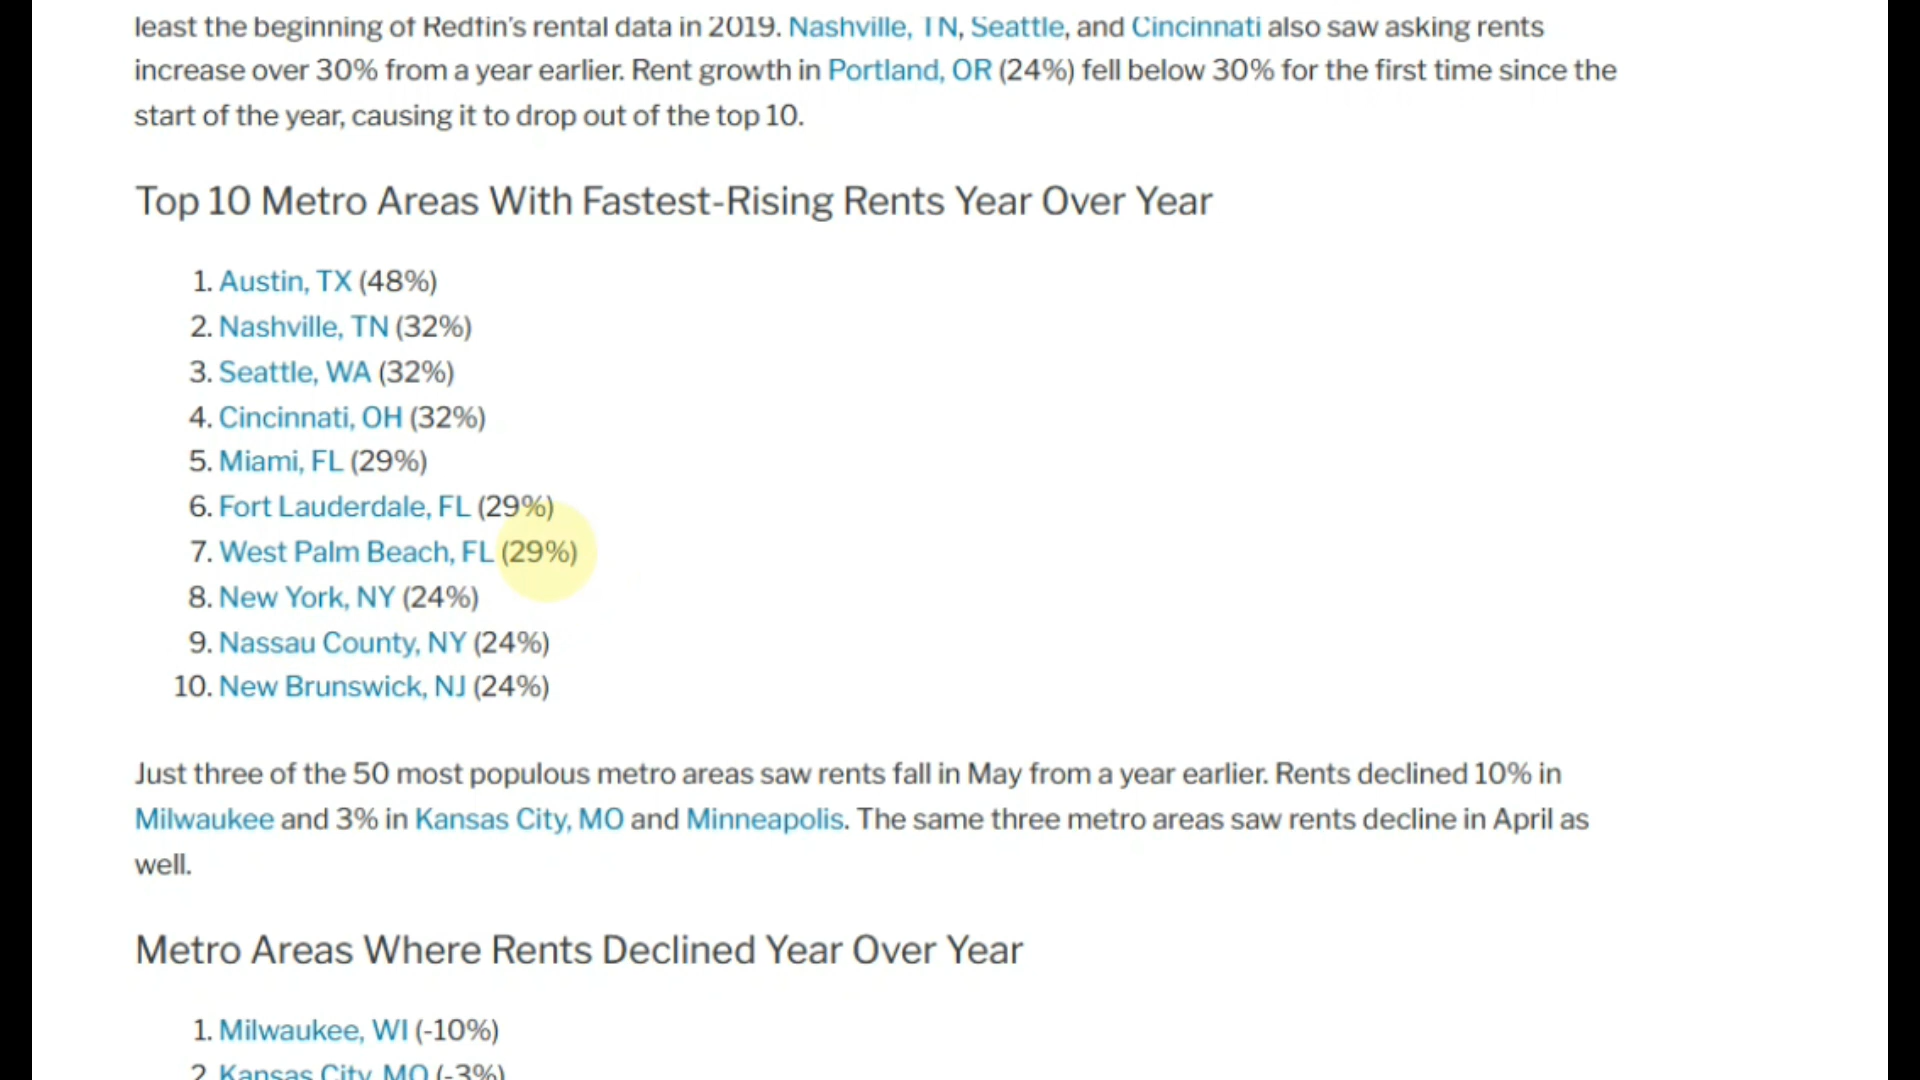 least the beginning of Redfin's rental data in 2019. Nashville, TN, Seattle, and Cincinnati also saw asking rents
increase over 30% from a year earlier. Rent growth in Portland, OR (24%) fell below 30% for the first time since the
start of the year, causing it to drop out of the top 10.
Top 10 Metro Areas With Fastest-Rising Rents Year Over Year
1. Austin, TX (48%)
2. Nashville, TN (32%)
3. Seattle, WA (32%)
4. Cincinnati, OH (32%)
5. Miami, FL (29%)
6. Fort Lauderdale, FL (29%)
7. West Palm Beach, FL (29%)
8. New York, NY (24%)
9. Nassau County, NY (24%)
10. New Brunswick, NJ (24%)
Just three of the 50 most populous metro areas saw rents fall in May from a year earlier. Rents declined 10% in
Milwaukee and 3% in Kansas City, MO and Minneapolis. The same three metro areas saw rents decline in April as
well.
Metro Areas Where Rents Declined Year Over Year
1. Milwaukee, WI (-10%)
2. Kansas City, MO (-3%)